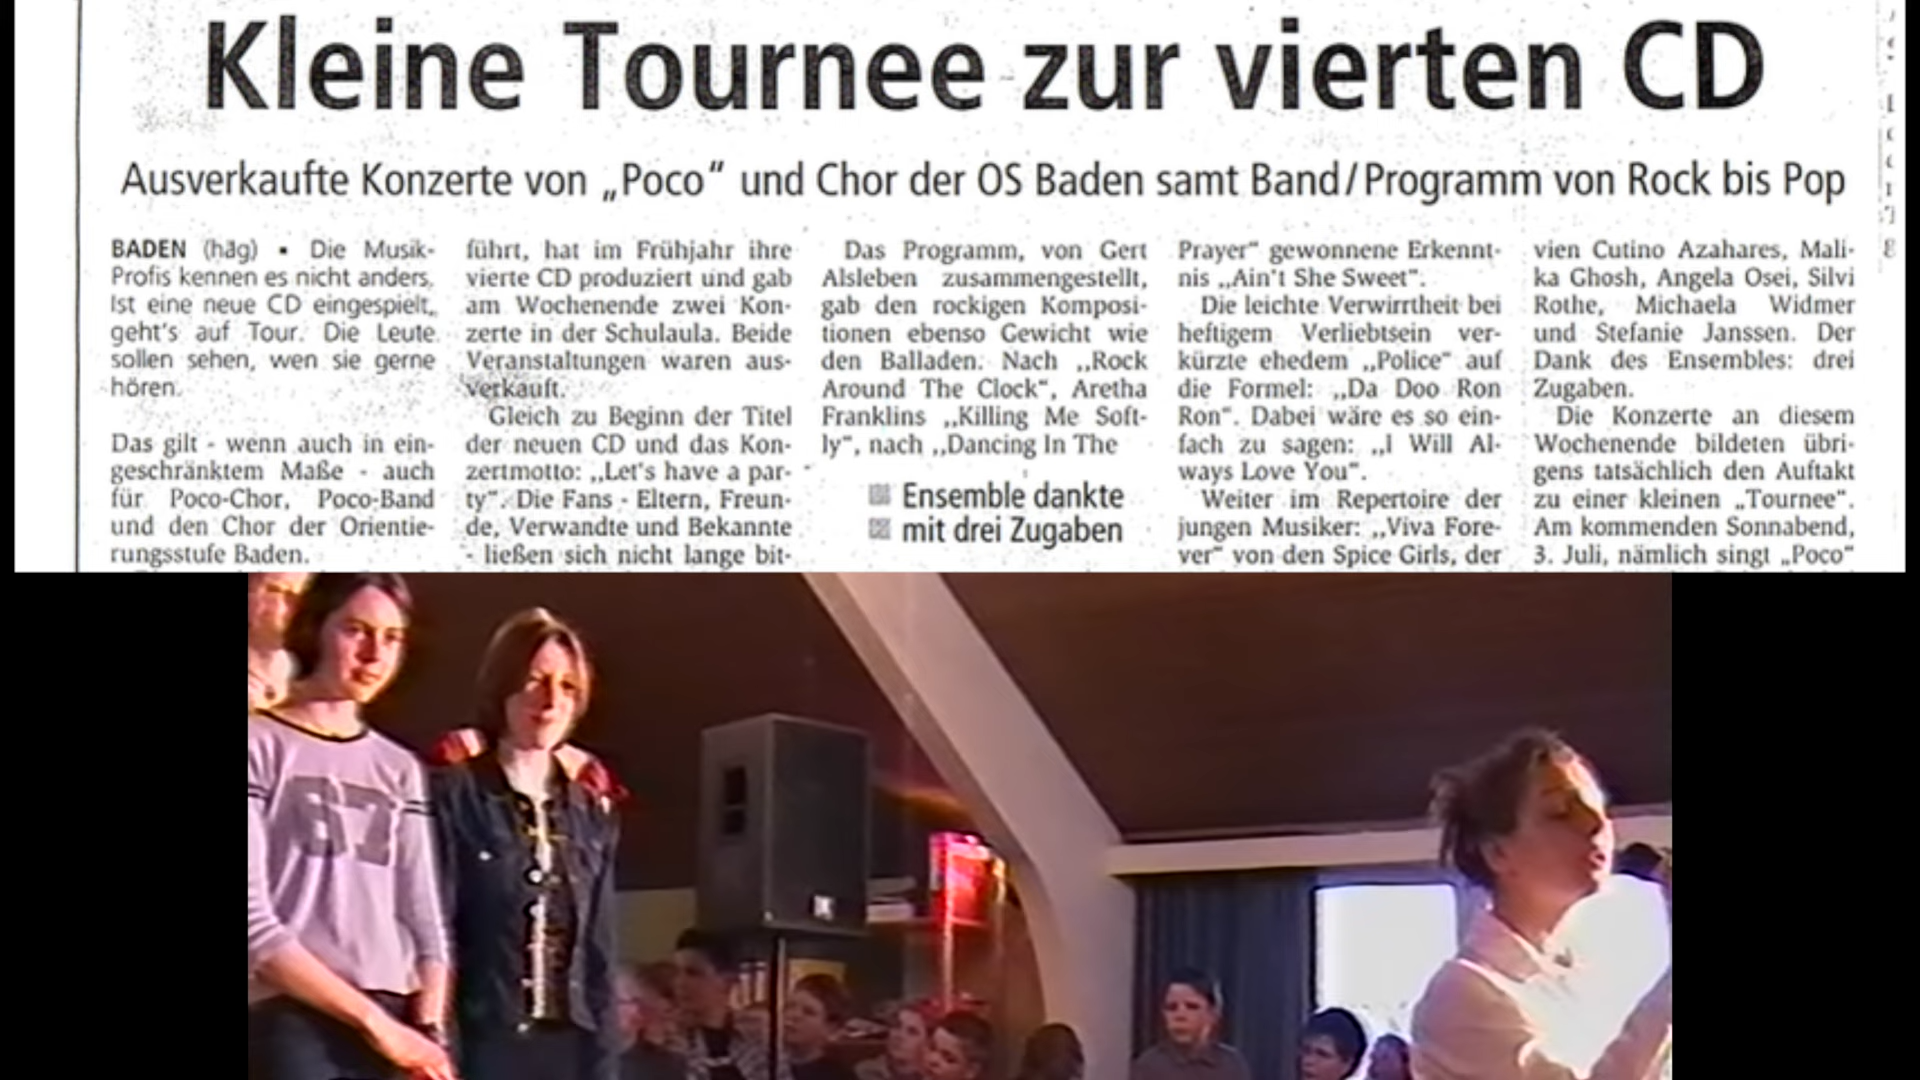 Kleine Tournee zur vierten CD
Ausverkaufte Konzerte von „Poco“ und Chor der OS Baden samt Band/Programm von Rock bis Pop
BADEN (häg) ▪ Die Musik-
Profis kennen es nicht anders.
Ist eine neue CD eingespielt,
geht's auf Tour. Die Leute
sollen sehen, wen sie gerne
hören.
Das gilt - wenn auch in ein-
geschränktem Maße - auch
für Poco-Chor, Poco-Band
und den Chor der Orientie-
rungsstufe Baden.
führt, hat im Frühjahr ihre
vierte CD produziert und gab
am Wochenende zwei Kon-
zerte in der Schulaula. Beide
Veranstaltungen waren aus-
verkauft.
Gleich zu Beginn der Titel
der neuen CD und das Kon-
zertmotto: „Let's have a par-
ty“. Die Fans - Eltern, Freun-
de, Verwandte und Bekannte
- ließen sich nicht lange bit-
Das Programm, von Gert
Alsleben zusammengestellt,
gab den rockigen Komposi-
tionen ebenso Gewicht wie
den Balladen. Nach „Rock
Around The Clock“, Aretha
Franklins „Killing Me Soft-
ly“, nach „Dancing In The
Ensemble dankte
mit drei Zugaben
Prayer“ gewonnene Erkennt-
nis „Ain't She Sweet“.
Die leichte Verwirrtheit bei
heftigem Verliebtsein ver-
kürzte ehedem „Police“ auf
die Formel: „Da Doo Ron
Ron“. Dabei wäre es so ein-
fach zu sagen: „I Will Al-
ways Love You“.
Weiter im Repertoire der
jungen Musiker: „Viva Fore-
ver“ von den Spice Girls, der
vien Cutino Azahares, Mali-
ka Ghosh, Angela Osei, Silvi
Rothe, Michaela Widmer
und Stefanie Janssen. Der
Dank des Ensembles: drei
Zugaben.
Die Konzerte an diesem
Wochenende bildeten übri-
gens tatsächlich den Auftakt
zu einer kleinen „Tournee“.
Am kommenden Sonnabend,
3. Juli, nämlich singt „Poco“
67